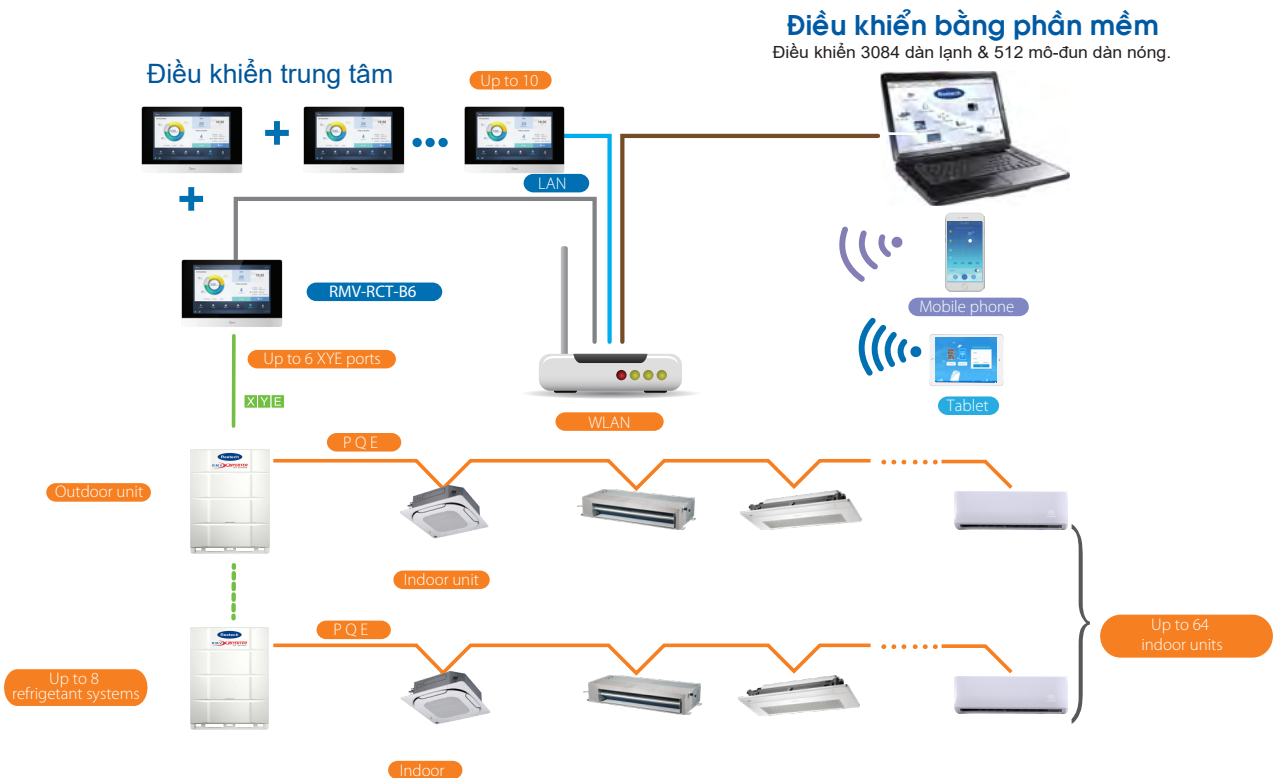 Điều khiển bằng phần mềm
Điều khiển 3084 dàn lạnh & 512 mô-đun dàn nóng.
Điều khiển trung tâm
Up to 10
LAN
RMV-RCT-B6
Mobile phone
Up to 6 XYE ports
X Y E
WLAN
Tablet
P Q E
Reetech
Outdoor unit
Indoor unit
P Q E
Reetech
Up to 64
indoor units
Up to 8
refrigetant systems
Indoor